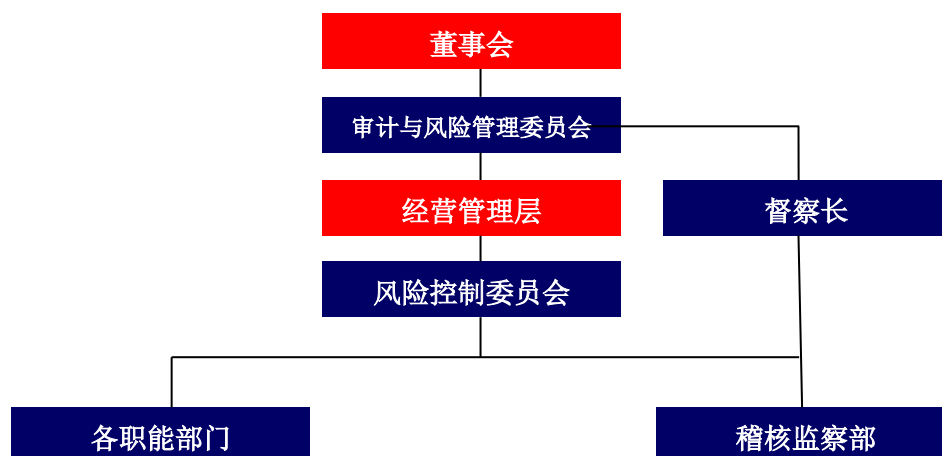 董事会
审计与风险管理委员会
经营管理层
督察长
风险控制委员会
各职能部门
稽核监察部